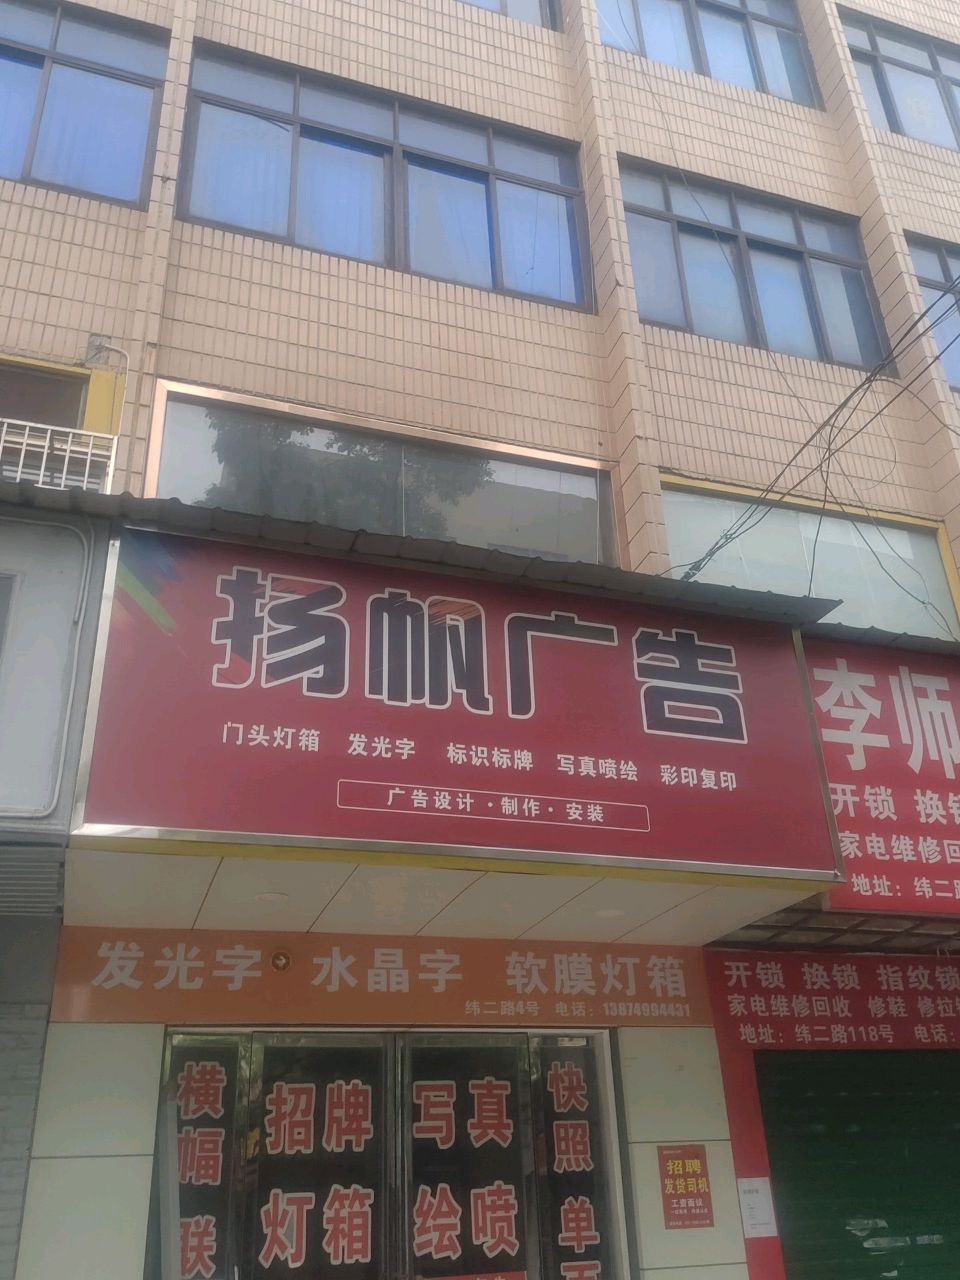 扬帆广告
门头灯箱 发光字 标识标牌 写真喷绘 彩印复印
广告设计·制作·安装
李师
开锁 换锁
家电维修回
地址：纬二路
发光字 水晶字 软膜灯箱
纬二路4号 电话：13874994431
开锁 换锁 指纹锁
家电维修回收 修鞋 修拉
地址：纬二路118号 电话：
横幅
联
招牌
灯箱
写真
绘喷
快照
单
招聘
发货司机
工资面议